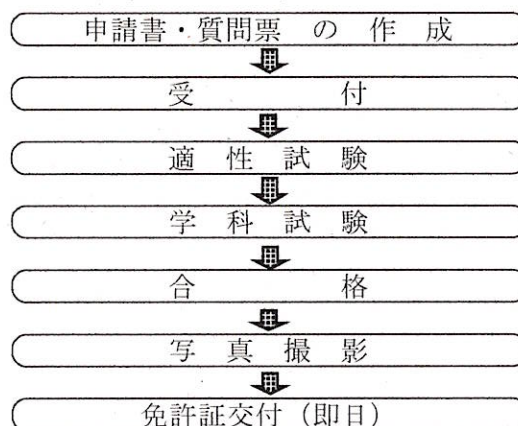 申請書・質問票の作成
受付
適性試験
学科試験
合格
写真撮影
免許証交付（即日）